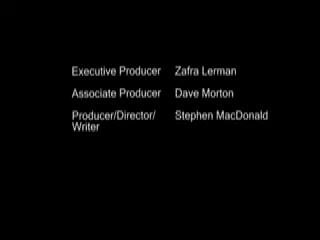 Executive Producer Zafra Lerman
Associate Producer Dave Morton
Producer/Director/ Stephen MacDonald
Writer